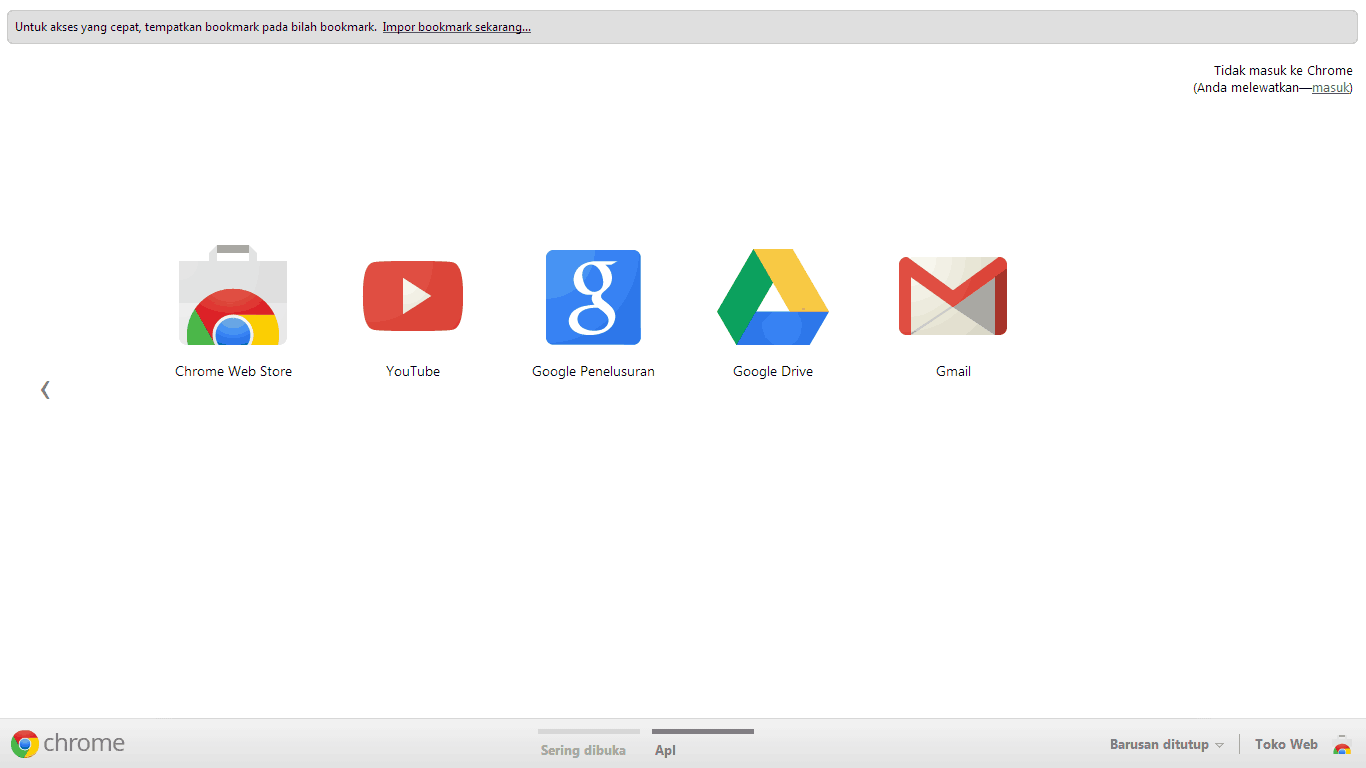 Untuk akses yang cepat, tempatkan bookmark pada bilah bookmark. Impor bookmark sekarang...
Tidak masuk ke Chrome
(Anda melewatkan—masuk)
Chrome Web Store
YouTube
Google Penelusuran
Google Drive
Gmail
chrome
Sering dibuka
Apl
Barusan ditutup
Toko Web